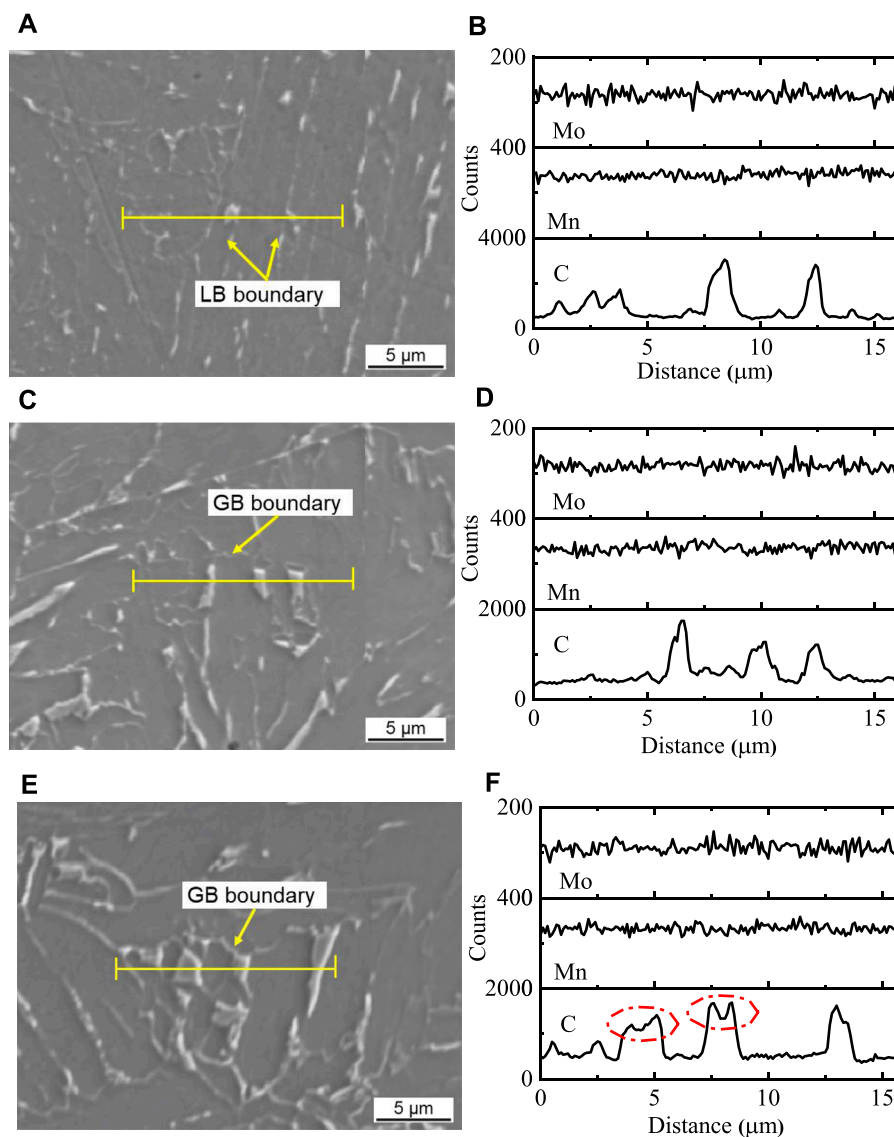 A
LB boundary
5 μm
B
200
Mo
400
Mn
4000
C
0
0 5 10 15
Counts
Distance (μm)
C
GB boundary
5 μm
D
200
Mo
400
Mn
2000
C
0
0 5 10 15
Counts
Distance (μm)
E
GB boundary
5 μm
F
200
Mo
400
Mn
2000
C
0
0 5 10 15
Counts
Distance (μm)